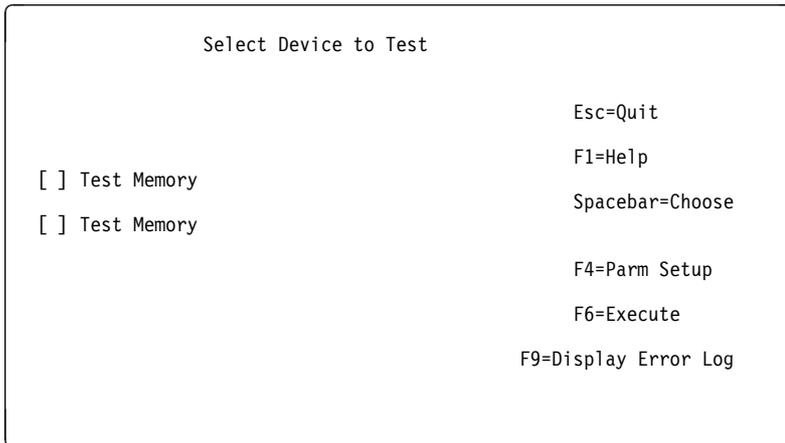 Select Device to Test
Esc=Quit
F1=Help
[ ] Test Memory
Spacebar=Choose
[ ] Test Memory
F4=Parm Setup
F6=Execute
F9=Display Error Log